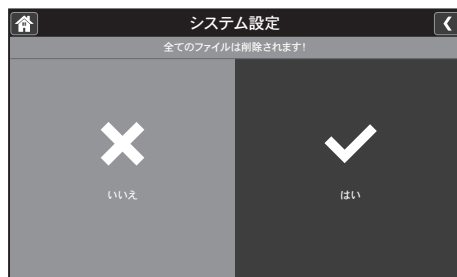 システム設定
全てのファイルは削除されます!
いいえ
はい